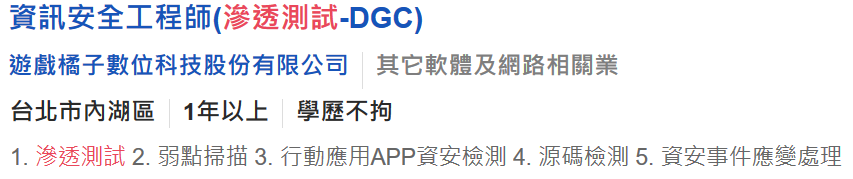 資訊安全工程師(滲透測試-DGC)
遊戲橘子數位科技股份有限公司 其它軟體及網路相關業
台北市內湖區 1年以上 學歷不拘
1. 滲透測試 2. 弱點掃描 3. 行動應用APP資安檢測 4. 源碼檢測 5. 資安事件應變處理